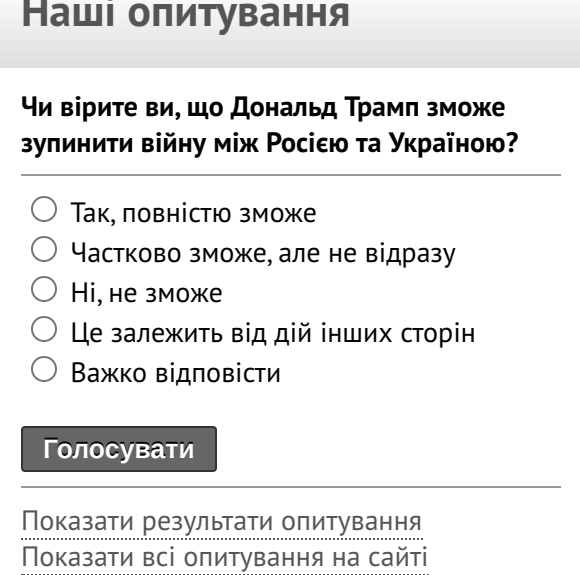 Наші опитування
Чи вірите ви, що Дональд Трамп зможе
зупинити війну між Росією та Україною?
Так, повністю зможе
Частково зможе, але не відразу
Ні, не зможе
Це залежить від дій інших сторін
Важко відповісти
Голосувати
Показати результати опитування
Показати всі опитування на сайті